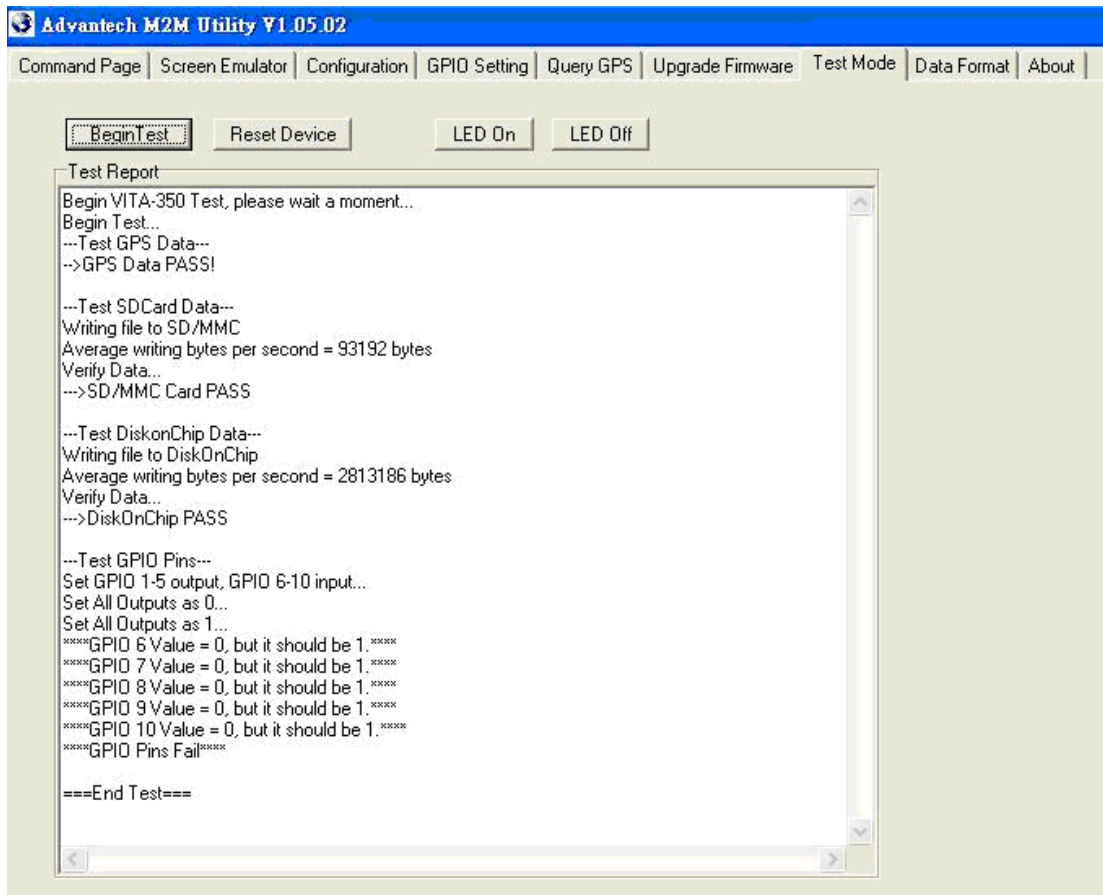 Advantech M2M Utility V1.05.02
Command Page Screen Emulator Configuration GPIO Setting Query GPS Upgrade Firmware Test Mode Data Format About
BeginTest Reset Device LED On LED Off
Test Report
Begin VITA-350 Test, please wait a moment...
Begin Test...
---Test GPS Data---
-->GPS Data PASS!
---Test SDCard Data---
Writing file to SD/MMC
Average writing bytes per second = 93192 bytes
Verify Data...
--->SD/MMC Card PASS
---Test DiskonChip Data---
Writing file to DiskOnChip
Average writing bytes per second = 2813186 bytes
Verify Data...
--->DiskOnChip PASS
---Test GPIO Pins---
Set GPIO 1-5 output, GPIO 6-10 input...
Set All Outputs as 0...
Set All Outputs as 1...
****GPIO 6 Value = 0, but it should be 1.****
****GPIO 7 Value = 0, but it should be 1.****
****GPIO 8 Value = 0, but it should be 1.****
****GPIO 9 Value = 0, but it should be 1.****
****GPIO 10 Value = 0, but it should be 1.****
****GPIO Pins Fail****
===End Test===